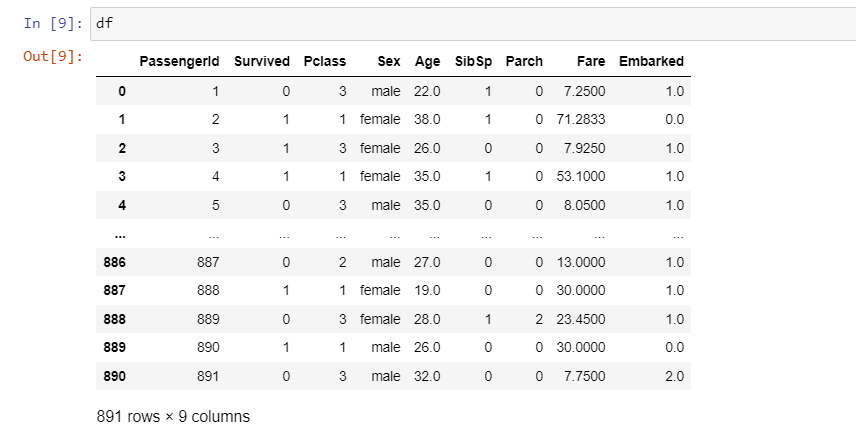 In [9]: df
Out[9]:
PassengerId Survived Pclass Sex Age SibSp Parch Fare Embarked
0 1 0 3 male 22.0 1 0 7.2500 1.0
1 2 1 1 female 38.0 1 0 71.2833 0.0
2 3 1 3 female 26.0 0 0 7.9250 1.0
3 4 1 1 female 35.0 1 0 53.1000 1.0
4 5 0 3 male 35.0 0 0 8.0500 1.0
... ... ... ... ... ... ... ... ... ...
886 887 0 2 male 27.0 0 0 13.0000 1.0
887 888 1 1 female 19.0 0 0 30.0000 1.0
888 889 0 3 female 28.0 1 2 23.4500 1.0
889 890 1 1 male 26.0 0 0 30.0000 0.0
890 891 0 3 male 32.0 0 0 7.7500 2.0
891 rows × 9 columns